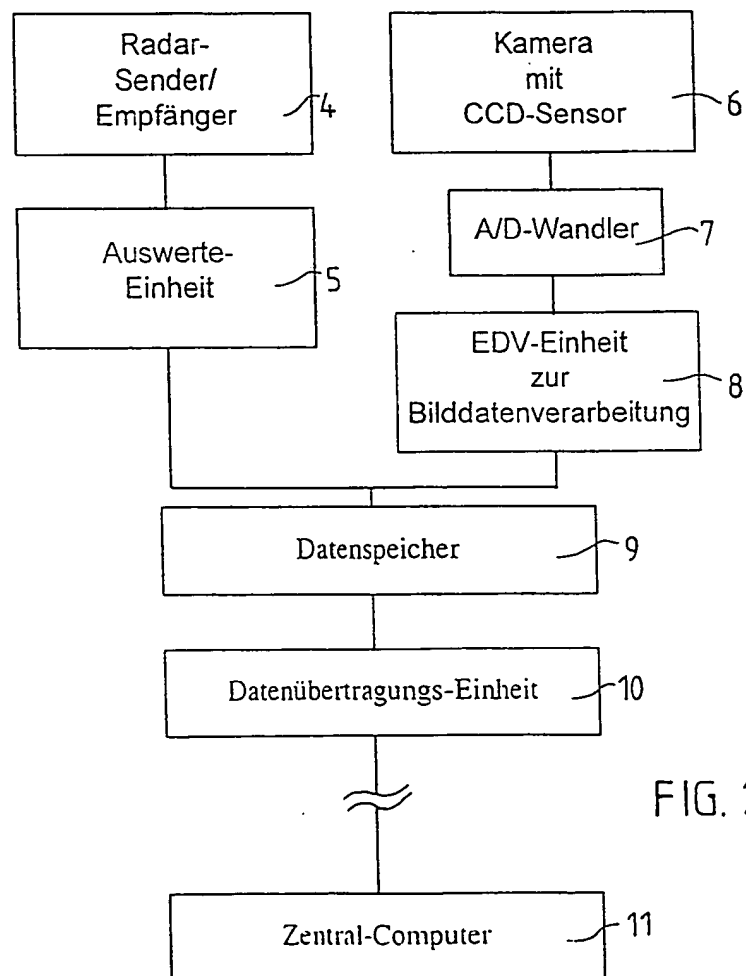 Radar-
Sender/
Empfänger
4
Kamera
mit
CCD-Sensor
6
A/D-Wandler
7
Auswerte-
Einheit
5
EDV-Einheit
zur
Bilddatenverarbeitung
8
Datenspeicher
9
Datenübertragungs-Einheit
10
FIG.
Zentral-Computer
11